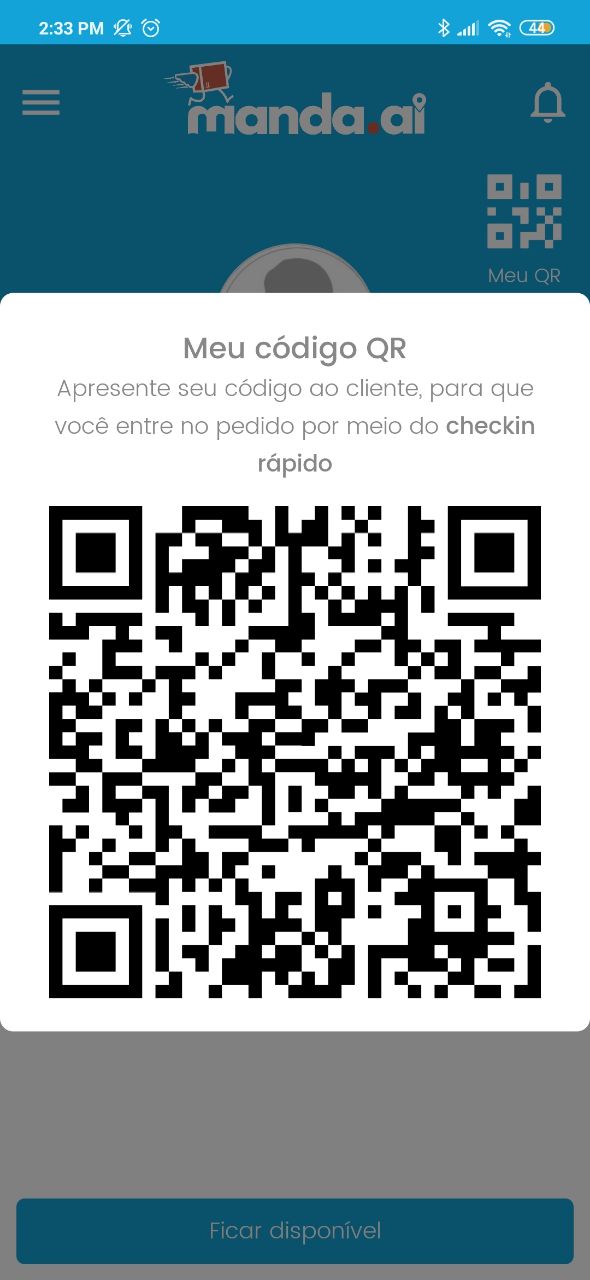 2:33 PM 44
manda.ai
Meu QR
Meu código QR
Apresente seu código ao cliente, para que
você entre no pedido por meio do checkin
rápido
Ficar disponível